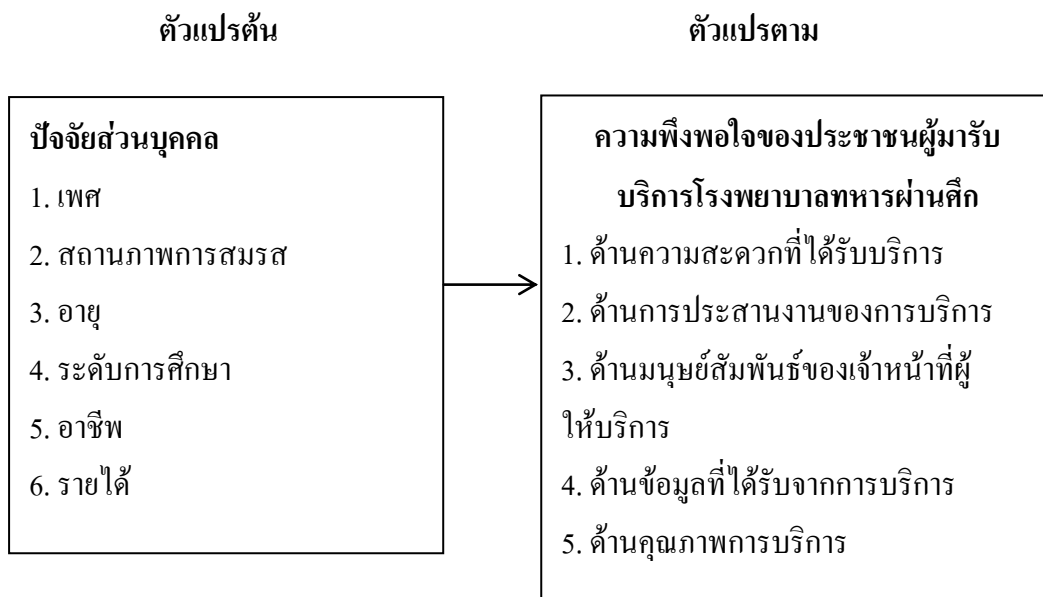 ตัวแปรต้น
ตัวแปรตาม
ปัจจัยส่วนบุคคล
1. เพศ
2. สถานภาพการสมรส
3. อายุ
4. ระดับการศึกษา
5. อาชีพ
6. รายได้
ความพึงพอใจของประชาชนผู้มารับ
บริการโรงพยาบาลทหารผ่านศึก
1. ด้านความสะดวกที่ได้รับบริการ
2. ด้านการประสานงานของการบริการ
3. ด้านมนุษย์สัมพันธ์ของเจ้าหน้าที่ผู้
ให้บริการ
4. ด้านข้อมูลที่ได้รับจากการบริการ
5. ด้านคุณภาพการบริการ